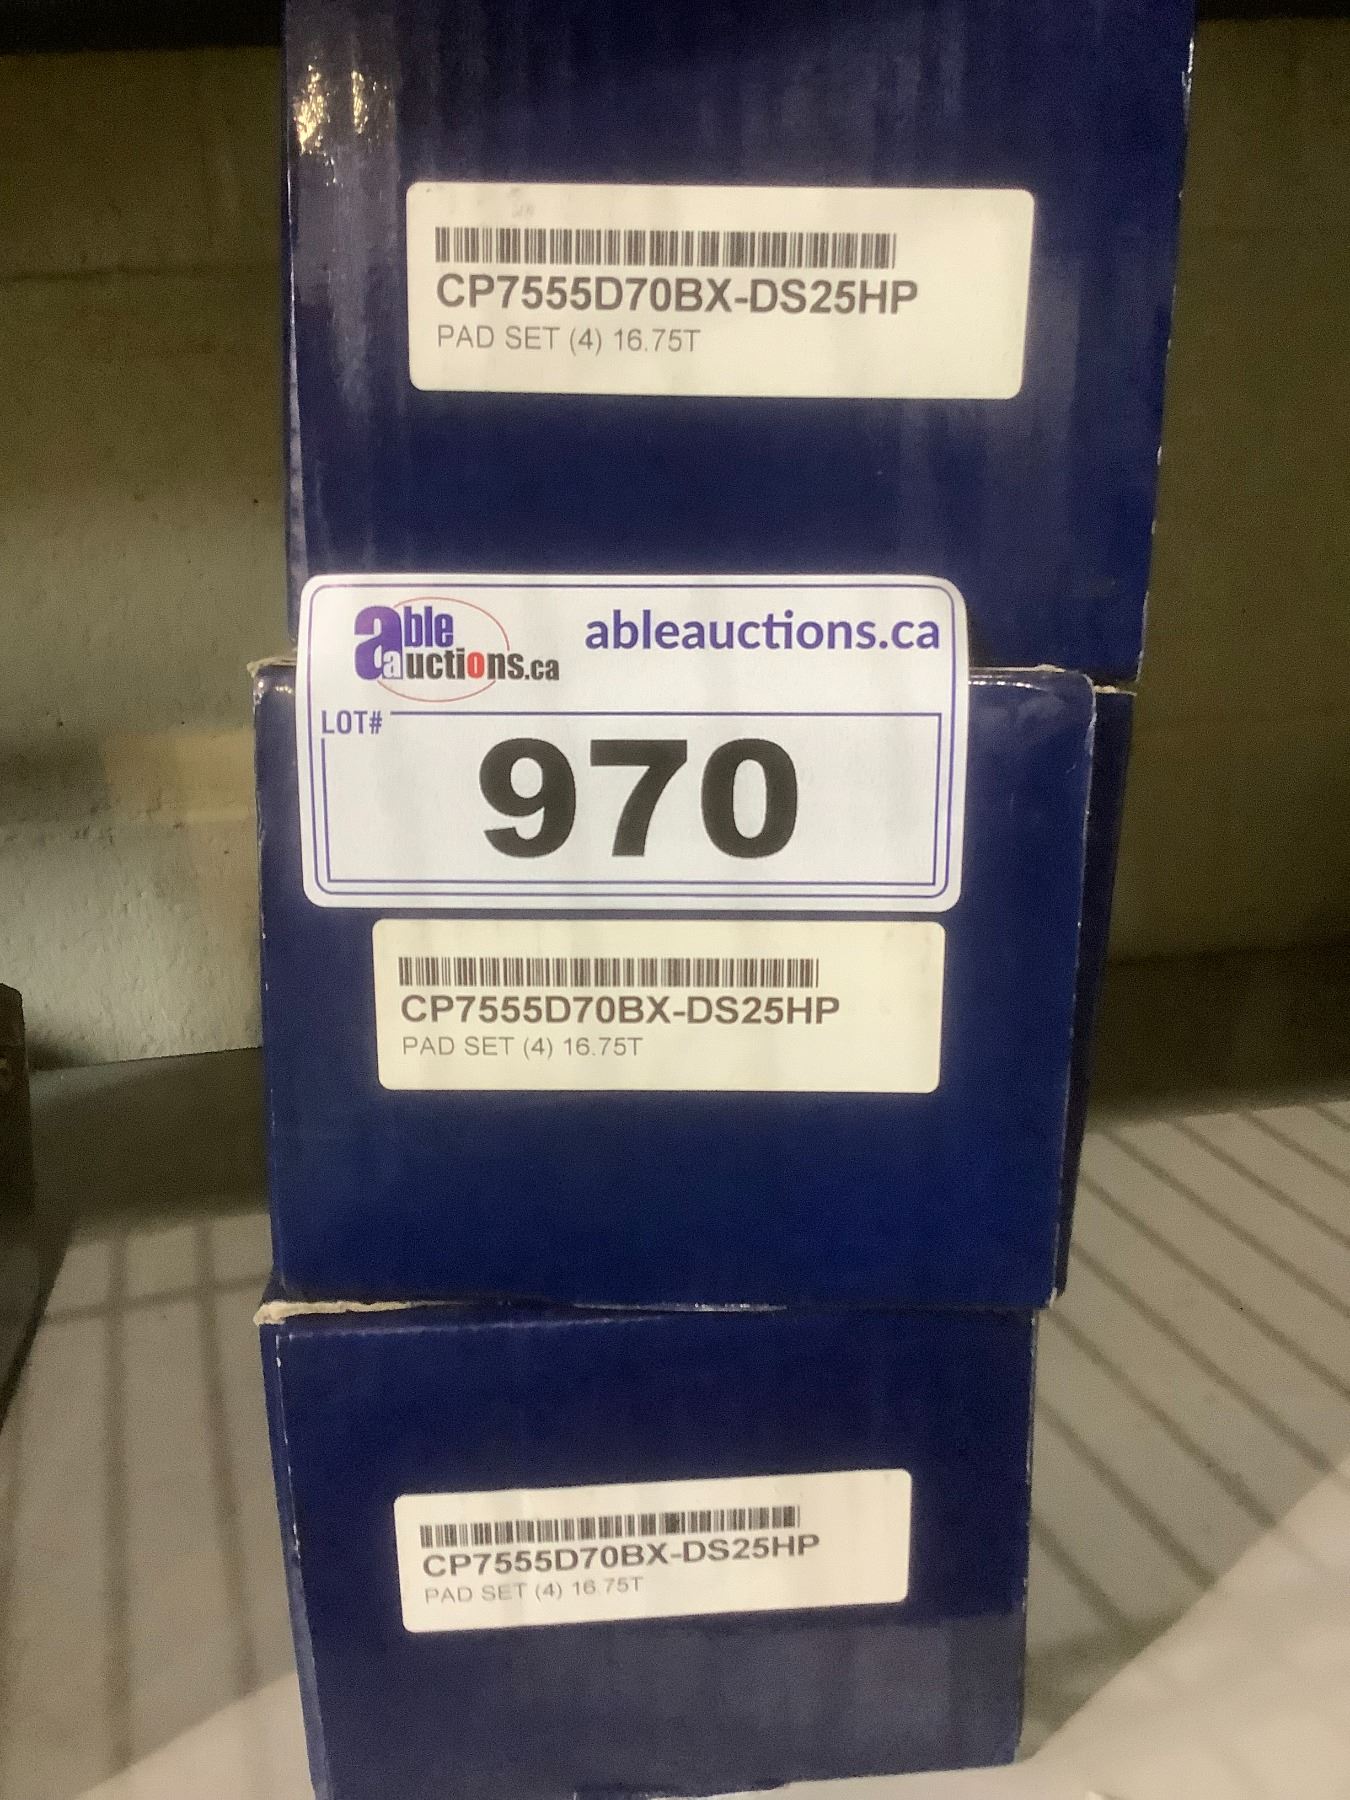 CP7555D70BX-DS25HP
PAD SET (4) 16.75T
able auctions.ca
ableauctions.ca
LOT#
970
CP7555D70BX-DS25HP
PAD SET (4) 16.75T
CP7555D70BX-DS25HP
PAD SET (4) 16.75T